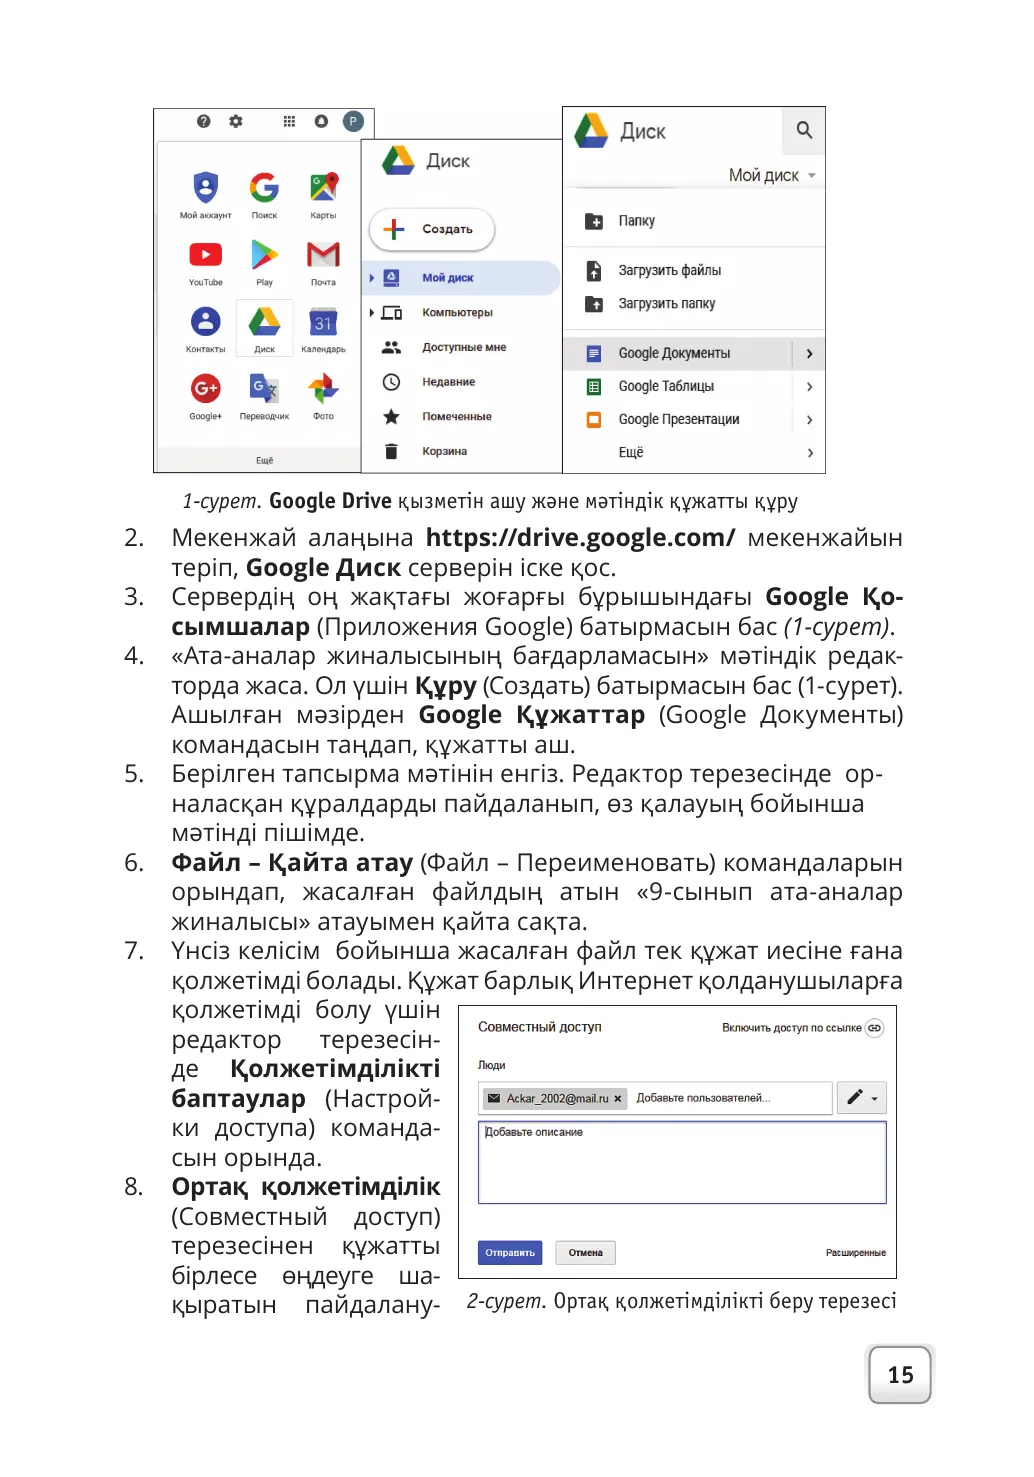 P
Мой аккаунт
Поиск
Карты
YouTube
Play
Почта
Контакты
Диск
31
Календарь
G+
Google+
Переводчик
Фото
Ещё
Диск
Создать
Мой диск
Компьютеры
Доступные мне
Недавние
Помеченные
Корзина
Диск
Мой диск
Папку
Загрузить файлы
Загрузить папку
Google Документы
Google Таблицы
Google Презентации
Ещё
1-сурет. Google Drive қызметін ашу және мәтіндік құжатты құру
2. Мекенжай алаңына https://drive.google.com/ мекенжайын
теріп, Google Диск серверін іске қос.
3. Сервердің оң жақтағы жоғарғы бұрышындағы Google Қо-
сымшалар (Приложения Google) батырмасын бас (1-сурет).
4. «Ата-аналар жиналысының бағдарламасын» мәтіндік редак-
торда жаса. Ол үшін Құру (Создать) батырмасын бас (1-сурет).
Ашылған мәзірден Google Құжаттар (Google Документы)
командасын таңдап, құжатты аш.
5. Берілген тапсырма мәтінін енгіз. Редактор терезесінде ор-
наласқан құралдарды пайдаланып, өз қалауың бойынша
мәтінді пішімде.
6. Файл – Қайта атау (Файл – Переименовать) командаларын
орындап, жасалған файлдың атын «9-сынып ата-аналар
жиналысы» атауымен қайта сақта.
7. Үнсіз келісім бойынша жасалған файл тек құжат иесіне ғана
қолжетімді болады. Құжат барлық Интернет қолданушыларға
қолжетімді болу үшін
редактор терезесін-
де Қолжетімділікті
баптаулар (Настрой-
ки доступа) команда-
сын орында.
8. Ортақ қолжетімділік
(Совместный доступ)
терезесінен құжатты
бірлесе өңдеуге ша-
қыратын пайдалану-
Совместный доступ
Включить доступ по ссылке
Люди
Ackar_2002@mail.ru ×
Добавьте пользователей...
Добавьте описание
Отправить
Отмена
Расширенные
2-сурет. Ортақ қолжетімділікті беру терезесі
15